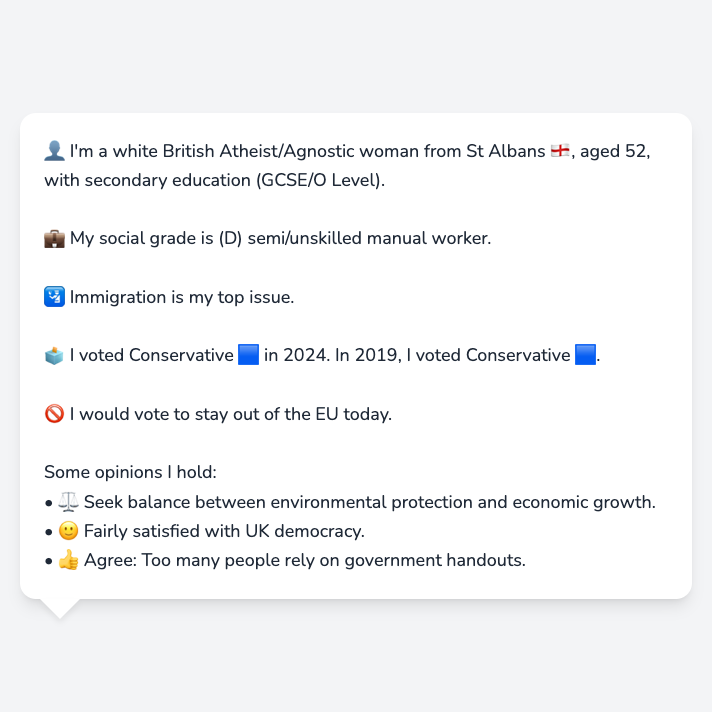 👤 I'm a white British Atheist/Agnostic woman from St Albans 🏴󠁧󠁢󠁥󠁮󠁧󠁿, aged 52,
with secondary education (GCSE/O Level).
💼 My social grade is (D) semi/unskilled manual worker.
🛂 Immigration is my top issue.
🗳️ I voted Conservative 🟦 in 2024. In 2019, I voted Conservative 🟦.
🚫 I would vote to stay out of the EU today.
Some opinions I hold:
• ⚖️ Seek balance between environmental protection and economic growth.
• 🙂 Fairly satisfied with UK democracy.
• 👍 Agree: Too many people rely on government handouts.